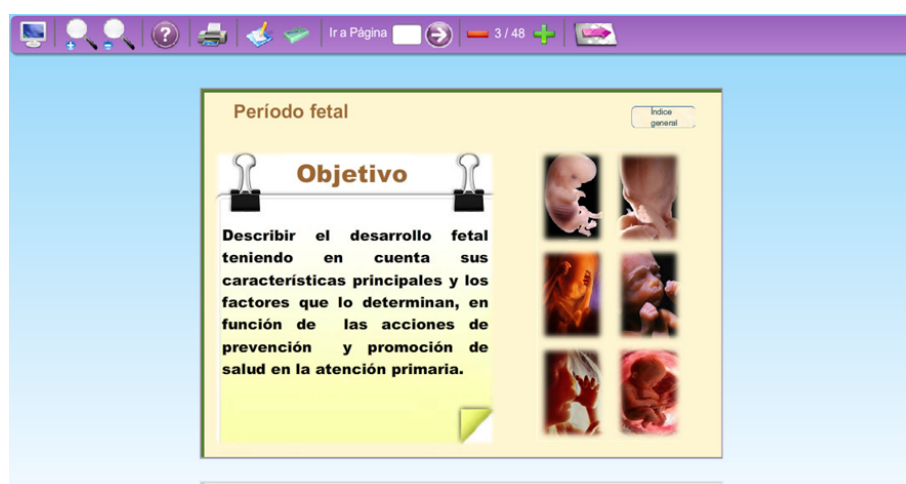 Ir a Página
3 / 48
Período fetal
Índice
general
Objetivo
Describir el desarrollo fetal
teniendo en cuenta sus
características principales y los
factores que lo determinan, en
función de las acciones de
prevención y promoción de
salud en la atención primaria.